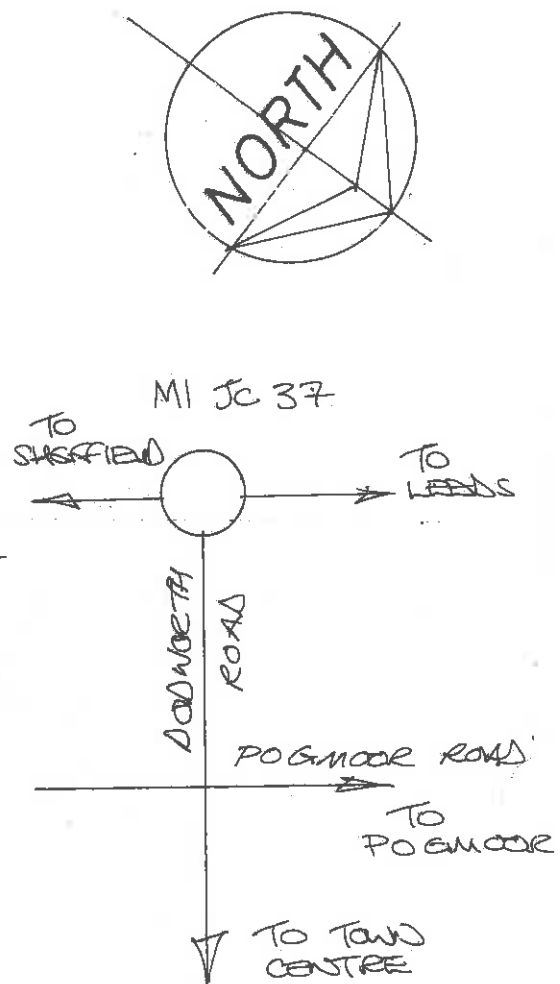 NORTH
M1 JC 37
TO
SHEFFIELD
TO
LEEDS
DODWORTH
ROAD
POGMOOR ROAD
TO
POGMOOR
TO TOWN
CENTRE